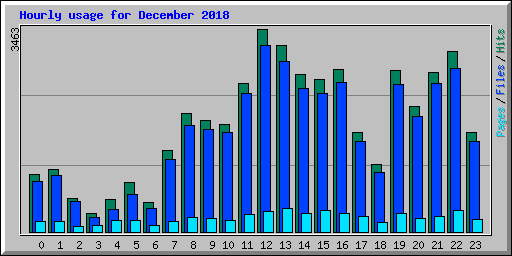 Hourly usage for December 2018
3463
Pages / Files / Hits
0 1 2 3 4 5 6 7 8 9 10 11 12 13 14 15 16 17 18 19 20 21 22 23